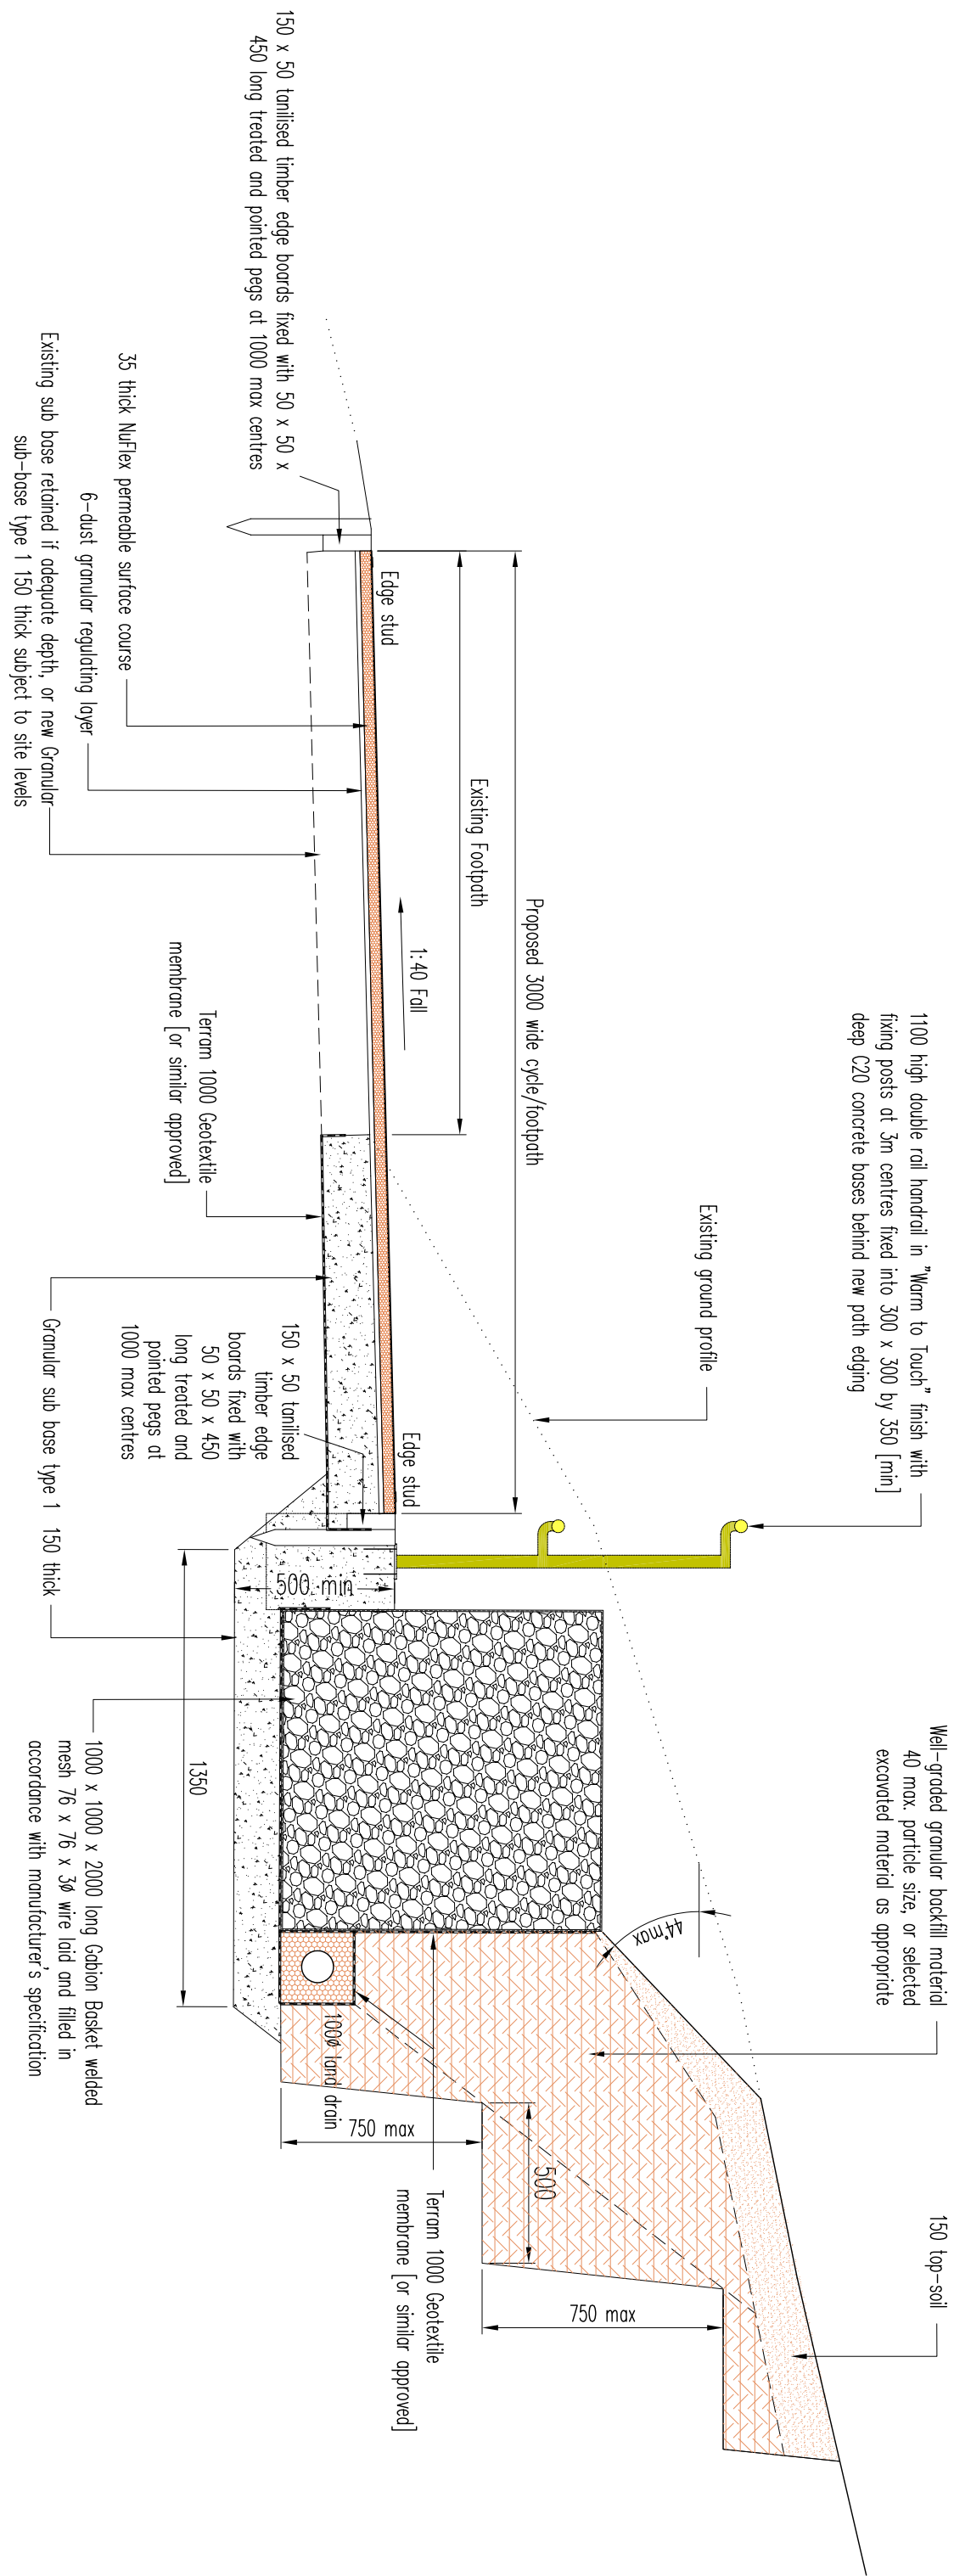 1100 high double rail handrail in "Warm to Touch" finish with
fixing posts at 3m centres fixed into 300 x 300 by 350 [min]
deep C20 concrete bases behind new path edging
Well-graded granular backfill material
40 max. particle size, or selected
excavated material as appropriate
150 top-soil
Existing ground profile
44°max
Proposed 3000 wide cycle/footpath
Existing Footpath
1:40 Fall
Edge stud
Edge stud
150 x 50 tanilised timber edge boards fixed with 50 x 50 x
450 long treated and pointed pegs at 1000 max centres
35 thick NuFlex permeable surface course
6-dust granular regulating layer
Existing sub base retained if adequate depth, or new Granular
sub-base type 1 150 thick subject to site levels
Terram 1000 Geotextile
membrane [or similar approved]
150 x 50 tanilised
timber edge
boards fixed with
50 x 50 x 450
long treated and
pointed pegs at
1000 max centres
Granular sub base type 1 150 thick
500 min
1350
1000 x 1000 x 2000 long Gabion Basket welded
mesh 76 x 76 x 3ø wire laid and filled in
accordance with manufacturer's specification
100ø land drain
750 max
500
750 max
Terram 1000 Geotextile
membrane [or similar approved]